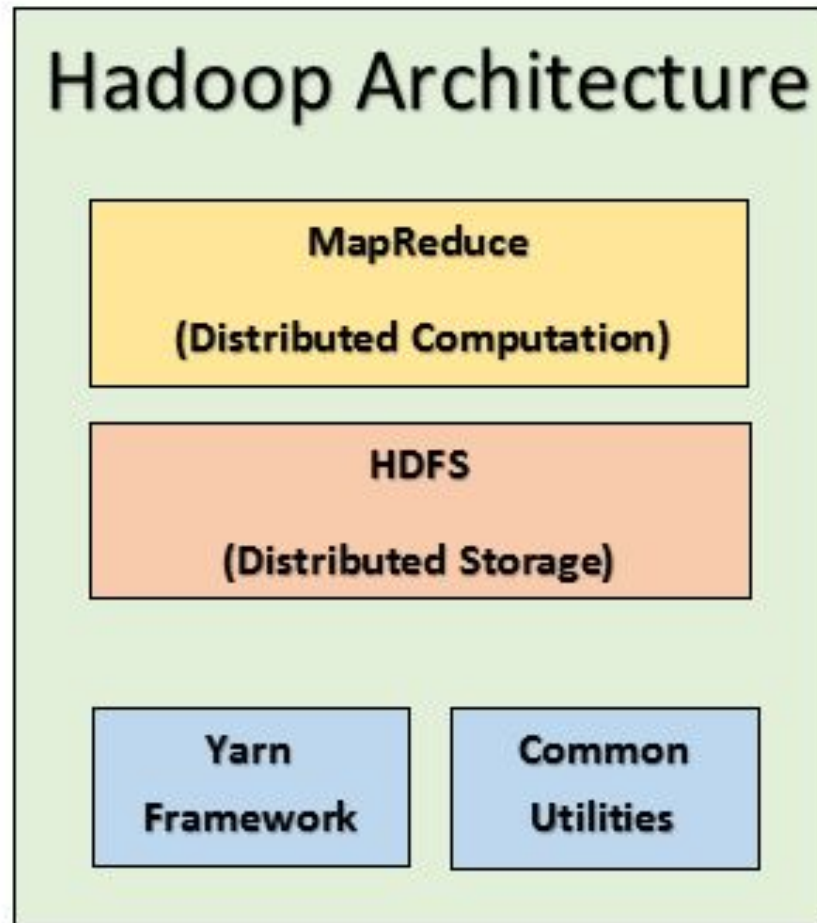 Hadoop Architecture
MapReduce
(Distributed Computation)
HDFS
(Distributed Storage)
Yarn
Framework
Common
Utilities